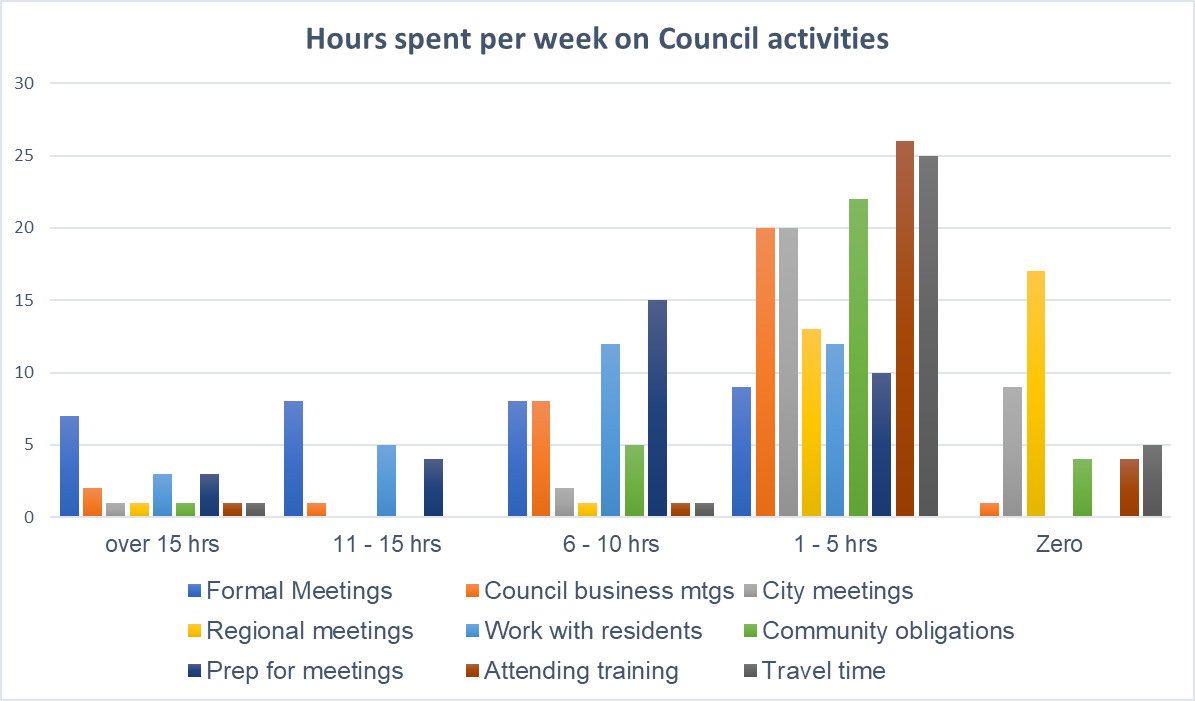 Hours spent per week on Council activities
30
25
20
15
10
5
0
over 15 hrs 11 - 15 hrs 6 - 10 hrs 1 - 5 hrs Zero
Formal Meetings Council business mtgs City meetings
Regional meetings Work with residents Community obligations
Prep for meetings Attending training Travel time